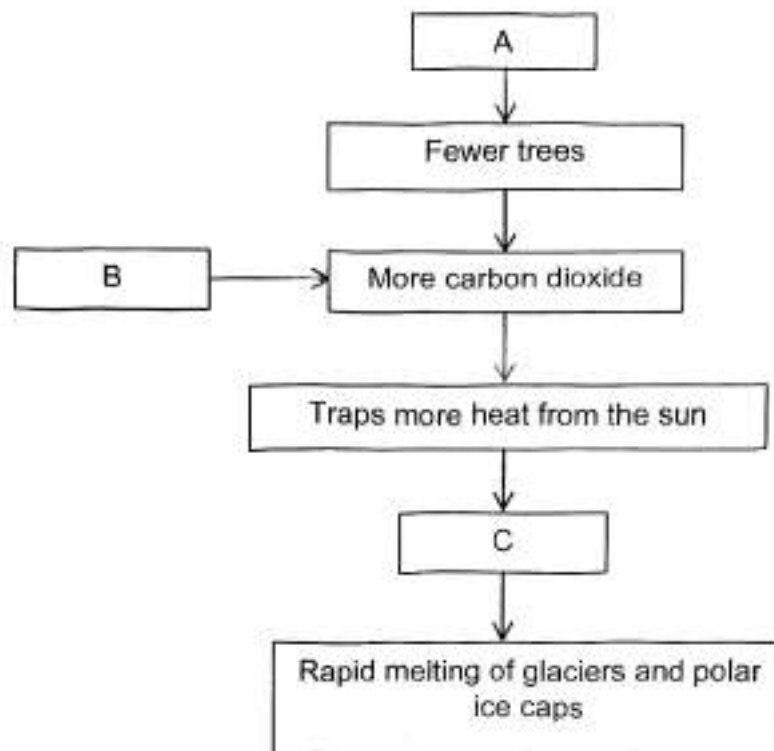 A
Fewer trees
B
More carbon dioxide
Traps more heat from the sun
C
Rapid melting of glaciers and polar
ice caps